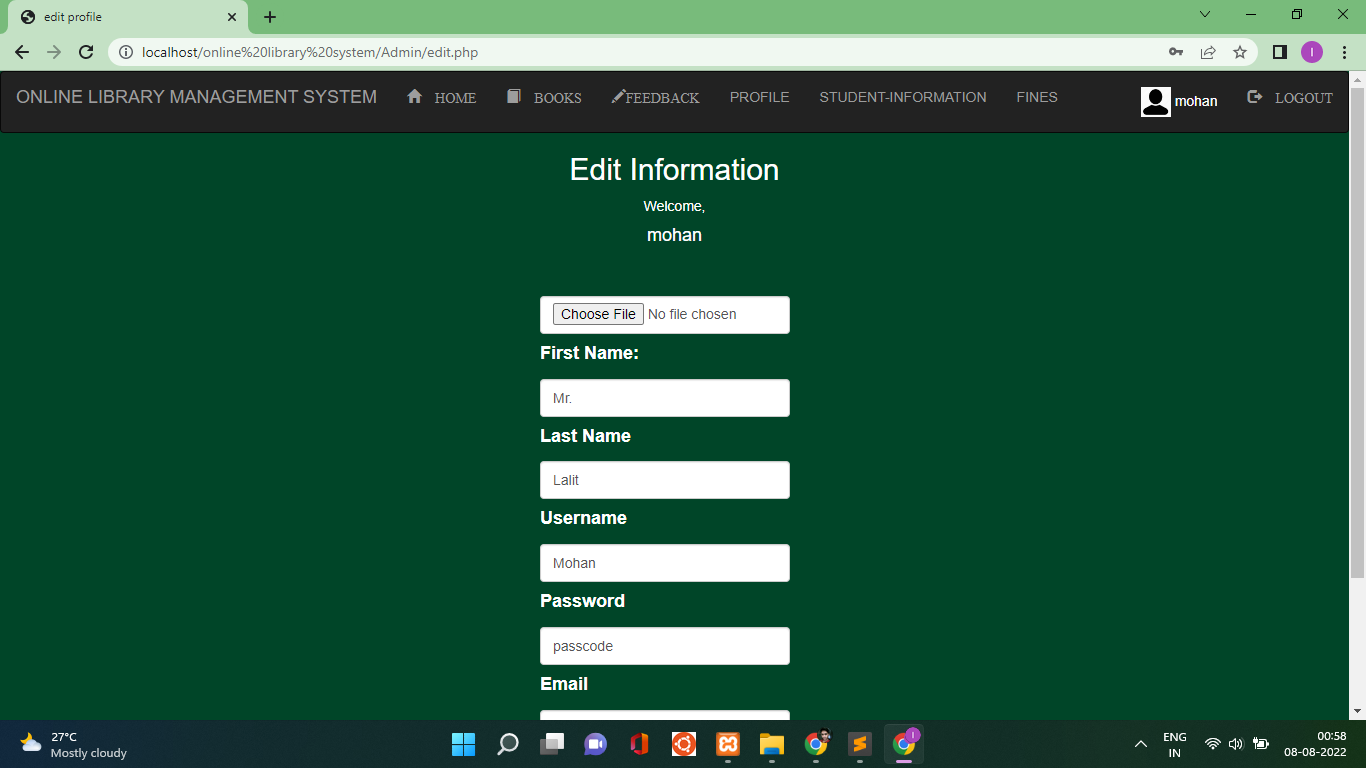 edit profile
localhost/online%20library%20system/Admin/edit.php
I
ONLINE LIBRARY MANAGEMENT SYSTEM HOME BOOKS FEEDBACK PROFILE STUDENT-INFORMATION FINES mohan LOGOUT
Edit Information
Welcome,
mohan
Choose File No file chosen
First Name:
Mr.
Last Name
Lalit
Username
Mohan
Password
passcode
Email
27°C
Mostly cloudy
I
ENG
IN
00:58
08-08-2022